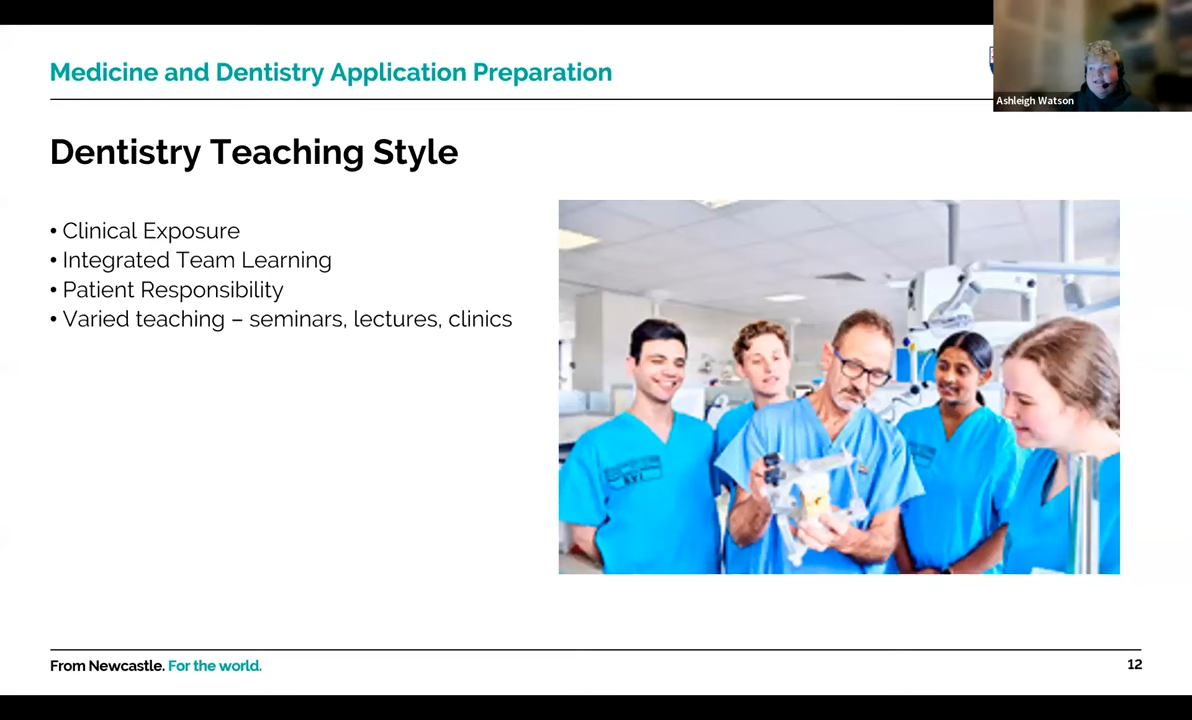 Medicine and Dentistry Application Preparation
Ashleigh Watson
Dentistry Teaching Style
• Clinical Exposure
• Integrated Team Learning
• Patient Responsibility
• Varied teaching – seminars, lectures, clinics
From Newcastle. For the world.
12